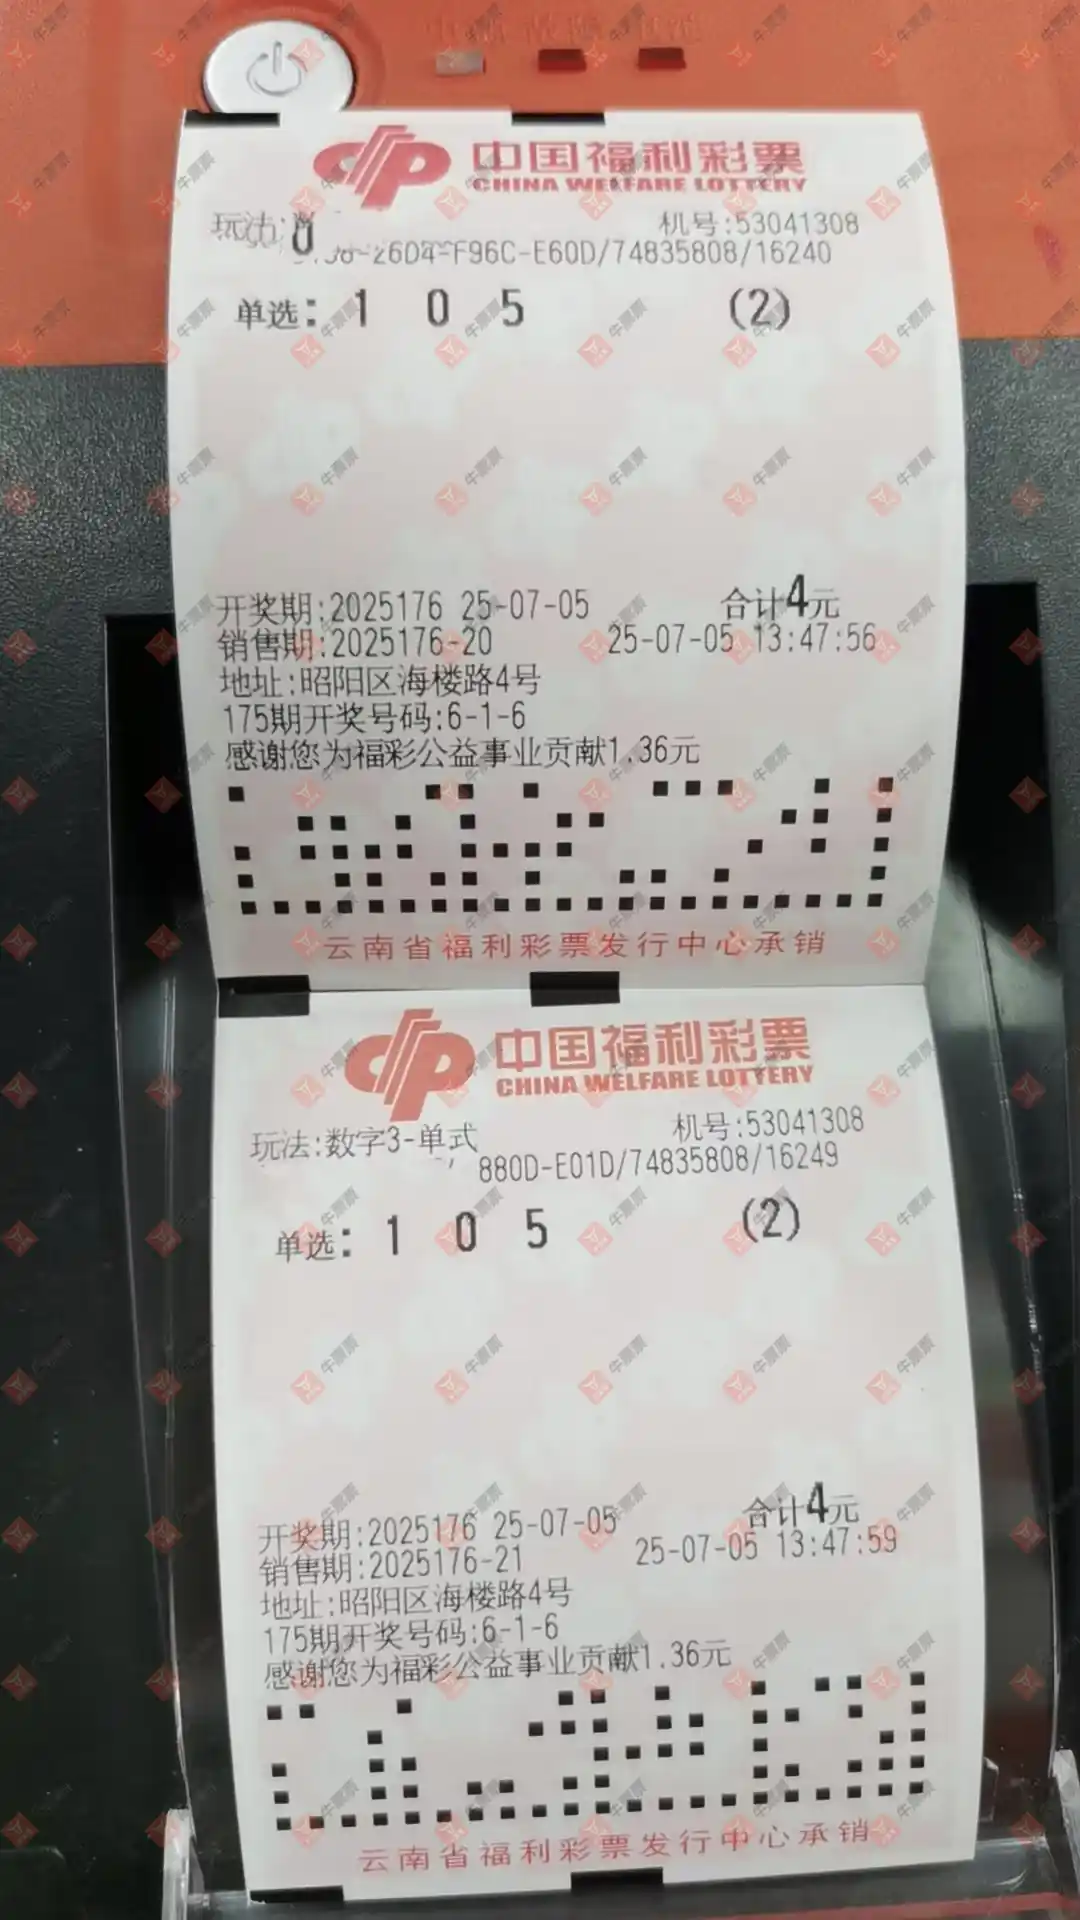 中国福利彩票
CHINA WELFARE LOTTERY
玩法: 机号:53041308
-26D4-F96C-E60D/74835808/16240
单选: 1 0 5 (2)
开奖期:2025176 25-07-05 合计4元
销售期:2025176-20 25-07-05 13:47:56
地址:昭阳区海楼路4号
175期开奖号码:6-1-6
感谢您为福彩公益事业贡献1.36元
云南省福利彩票发行中心承销
中国福利彩票
CHINA WELFARE LOTTERY
玩法:数字3-单式 机号:53041308
880D-E01D/74835808/16249
单选: 1 0 5 (2)
开奖期:2025176 25-07-05 合计4元
销售期:2025176-21 25-07-05 13:47:59
地址:昭阳区海楼路4号
175期开奖号码:6-1-6
感谢您为福彩公益事业贡献1.36元
云南省福利彩票发行中心承销
牛票票